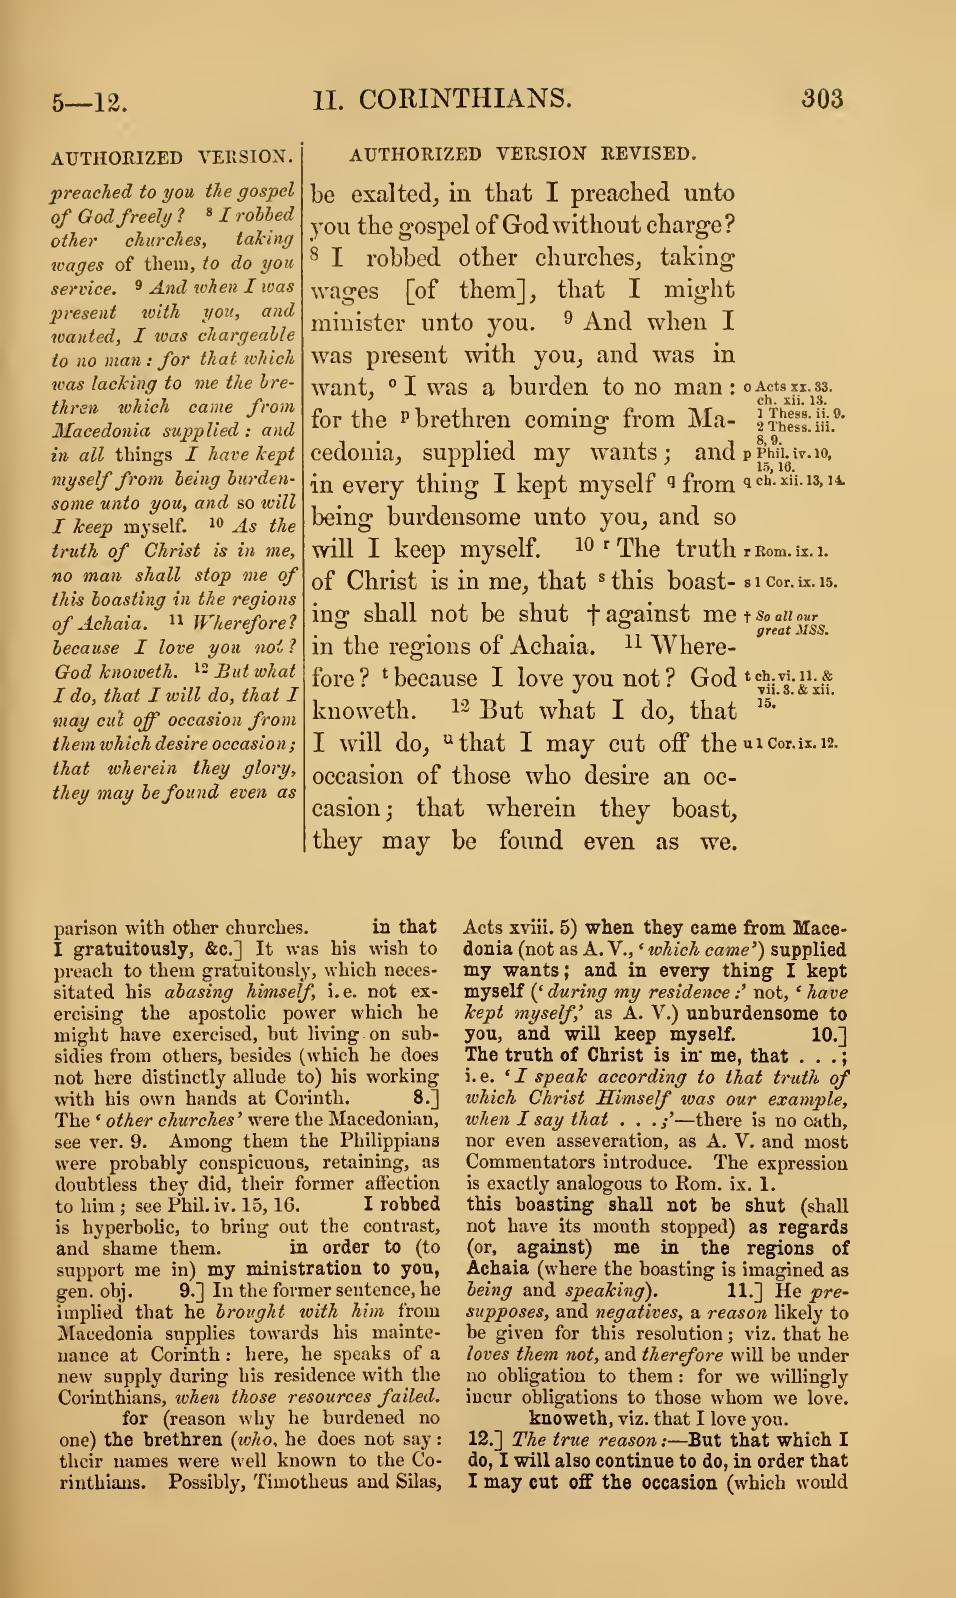 5—12.
II. CORINTHIANS.
303
AUTHORIZED VERSION.
preached to you the gospel
of God freely? 8 I robbed
other churches, taking
wages of them, to do you
service. 9 And when I was
present with you, and
wanted, I was chargeable
to no man: for that which
was lacking to me the bre-
thren which came from
Macedonia supplied: and
in all things I have kept
myself from being burden-
some unto you, and so will
I keep myself. 10 As the
truth of Christ is in me,
no man shall stop me of
this boasting in the regions
of Achaia. 11 Wherefore?
because I love you not?
God knoweth. 12 But what
I do, that I will do, that I
may cut off occasion from
them which desire occasion;
that wherein they glory,
they may be found even as
AUTHORIZED VERSION REVISED.
be exalted, in that I preached unto
you the gospel of God without charge?
8 I robbed other churches, taking
wages [of them], that I might
minister unto you. 9 And when I
was present with you, and was in
want, o I was a burden to no man:
for the p brethren coming from Ma-
cedonia, supplied my wants; and
in every thing I kept myself q from
being burdensome unto you, and so
will I keep myself. 10 r The truth
of Christ is in me, that s this boast-
ing shall not be shut † against me
in the regions of Achaia. 11 Where-
fore? t because I love you not? God
knoweth. 12 But what I do, that
I will do, u that I may cut off the
occasion of those who desire an oc-
casion; that wherein they boast,
they may be found even as we.
o Acts xx. 33.
ch. xii. 13.
1 Thess. ii. 9.
2 Thess. iii.
8, 9.
p Phil. iv. 10,
15, 16.
q ch. xii. 13, 14.
r Rom. ix. 1.
s 1 Cor. ix. 15.
† So all our
great MSS.
t ch. vi. 11. &
vii. 3. & xii.
15.
u 1 Cor. ix. 12.
parison with other churches. in that
I gratuitously, &c.] It was his wish to
preach to them gratuitously, which neces-
sitated his abasing himself, i. e. not ex-
ercising the apostolic power which he
might have exercised, but living on sub-
sidies from others, besides (which he does
not here distinctly allude to) his working
with his own hands at Corinth. 8.]
The ‘other churches’ were the Macedonian,
see ver. 9. Among them the Philippians
were probably conspicuous, retaining, as
doubtless they did, their former affection
to him; see Phil. iv. 15, 16. I robbed
is hyperbolic, to bring out the contrast,
and shame them. in order to (to
support me in) my ministration to you,
gen. obj. 9.] In the former sentence, he
implied that he brought with him from
Macedonia supplies towards his mainte-
nance at Corinth: here, he speaks of a
new supply during his residence with the
Corinthians, when those resources failed.
for (reason why he burdened no
one) the brethren (who, he does not say:
their names were well known to the Co-
rinthians. Possibly, Timotheus and Silas,
Acts xviii. 5) when they came from Mace-
donia (not as A. V., ‘which came’) supplied
my wants; and in every thing I kept
myself (‘during my residence:’ not, ‘have
kept myself,’ as A. V.) unburdensome to
you, and will keep myself. 10.]
The truth of Christ is in me, that . . .;
i. e. ‘I speak according to that truth of
which Christ Himself was our example,
when I say that . . .;’—there is no oath,
nor even asseveration, as A. V. and most
Commentators introduce. The expression
is exactly analogous to Rom. ix. 1.
this boasting shall not be shut (shall
not have its mouth stopped) as regards
(or, against) me in the regions of
Achaia (where the boasting is imagined as
being and speaking). 11.] He pre-
supposes, and negatives, a reason likely to
be given for this resolution; viz. that he
loves them not, and therefore will be under
no obligation to them: for we willingly
incur obligations to those whom we love.
knoweth, viz. that I love you.
12.] The true reason:—But that which I
do, I will also continue to do, in order that
I may cut off the occasion (which would